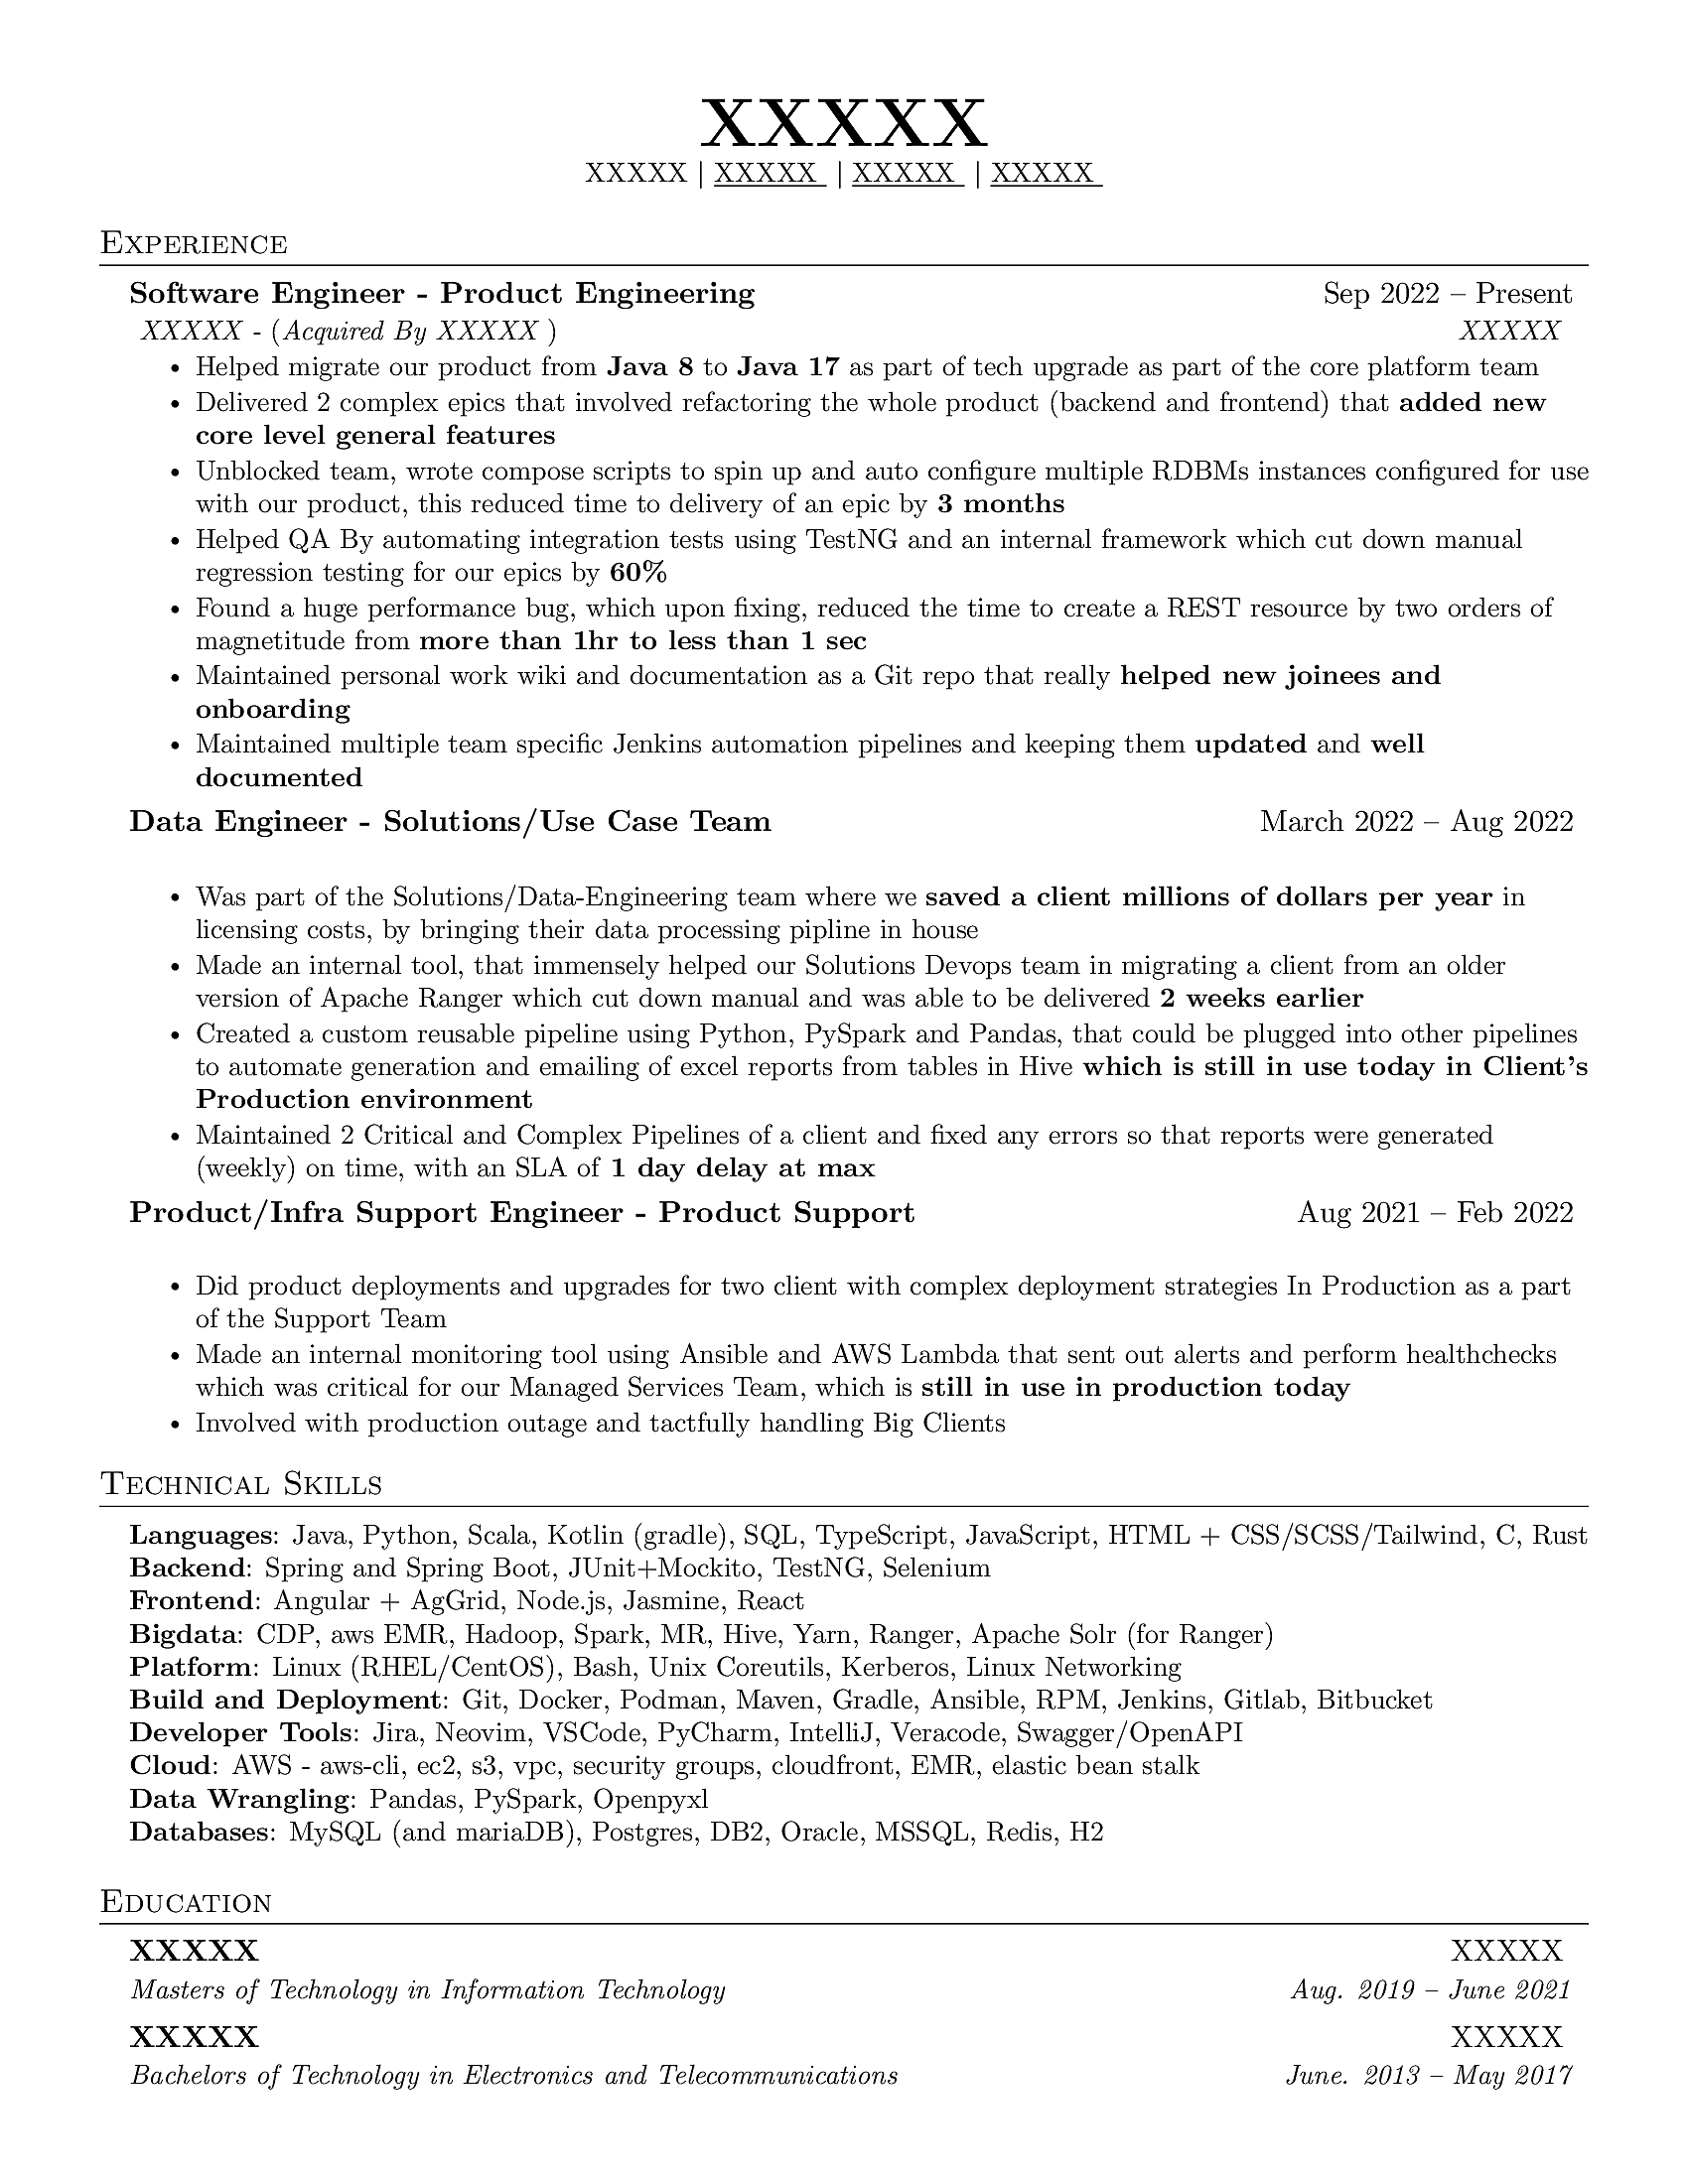 XXXXX
XXXXX | XXXXX | XXXXX | XXXXX
Experience
Software Engineer - Product Engineering Sep 2022 – Present
XXXXX - (Acquired By XXXXX ) XXXXX
• Helped migrate our product from Java 8 to Java 17 as part of tech upgrade as part of the core platform team
• Delivered 2 complex epics that involved refactoring the whole product (backend and frontend) that added new
core level general features
• Unblocked team, wrote compose scripts to spin up and auto configure multiple RDBMs instances configured for use
with our product, this reduced time to delivery of an epic by 3 months
• Helped QA By automating integration tests using TestNG and an internal framework which cut down manual
regression testing for our epics by 60%
• Found a huge performance bug, which upon fixing, reduced the time to create a REST resource by two orders of
magnetitude from more than 1hr to less than 1 sec
• Maintained personal work wiki and documentation as a Git repo that really helped new joinees and
onboarding
• Maintained multiple team specific Jenkins automation pipelines and keeping them updated and well
documented
Data Engineer - Solutions/Use Case Team March 2022 – Aug 2022
• Was part of the Solutions/Data-Engineering team where we saved a client millions of dollars per year in
licensing costs, by bringing their data processing pipline in house
• Made an internal tool, that immensely helped our Solutions Devops team in migrating a client from an older
version of Apache Ranger which cut down manual and was able to be delivered 2 weeks earlier
• Created a custom reusable pipeline using Python, PySpark and Pandas, that could be plugged into other pipelines
to automate generation and emailing of excel reports from tables in Hive which is still in use today in Client's
Production environment
• Maintained 2 Critical and Complex Pipelines of a client and fixed any errors so that reports were generated
(weekly) on time, with an SLA of 1 day delay at max
Product/Infra Support Engineer - Product Support Aug 2021 – Feb 2022
• Did product deployments and upgrades for two client with complex deployment strategies In Production as a part
of the Support Team
• Made an internal monitoring tool using Ansible and AWS Lambda that sent out alerts and perform healthchecks
which was critical for our Managed Services Team, which is still in use in production today
• Involved with production outage and tactfully handling Big Clients
Technical Skills
Languages: Java, Python, Scala, Kotlin (gradle), SQL, TypeScript, JavaScript, HTML + CSS/SCSS/Tailwind, C, Rust
Backend: Spring and Spring Boot, JUnit+Mockito, TestNG, Selenium
Frontend: Angular + AgGrid, Node.js, Jasmine, React
Bigdata: CDP, aws EMR, Hadoop, Spark, MR, Hive, Yarn, Ranger, Apache Solr (for Ranger)
Platform: Linux (RHEL/CentOS), Bash, Unix Coreutils, Kerberos, Linux Networking
Build and Deployment: Git, Docker, Podman, Maven, Gradle, Ansible, RPM, Jenkins, Gitlab, Bitbucket
Developer Tools: Jira, Neovim, VSCode, PyCharm, IntelliJ, Veracode, Swagger/OpenAPI
Cloud: AWS - aws-cli, ec2, s3, vpc, security groups, cloudfront, EMR, elastic bean stalk
Data Wrangling: Pandas, PySpark, Openpyxl
Databases: MySQL (and mariaDB), Postgres, DB2, Oracle, MSSQL, Redis, H2
Education
XXXXX XXXXX
Masters of Technology in Information Technology Aug. 2019 – June 2021
XXXXX XXXXX
Bachelors of Technology in Electronics and Telecommunications June. 2013 – May 2017